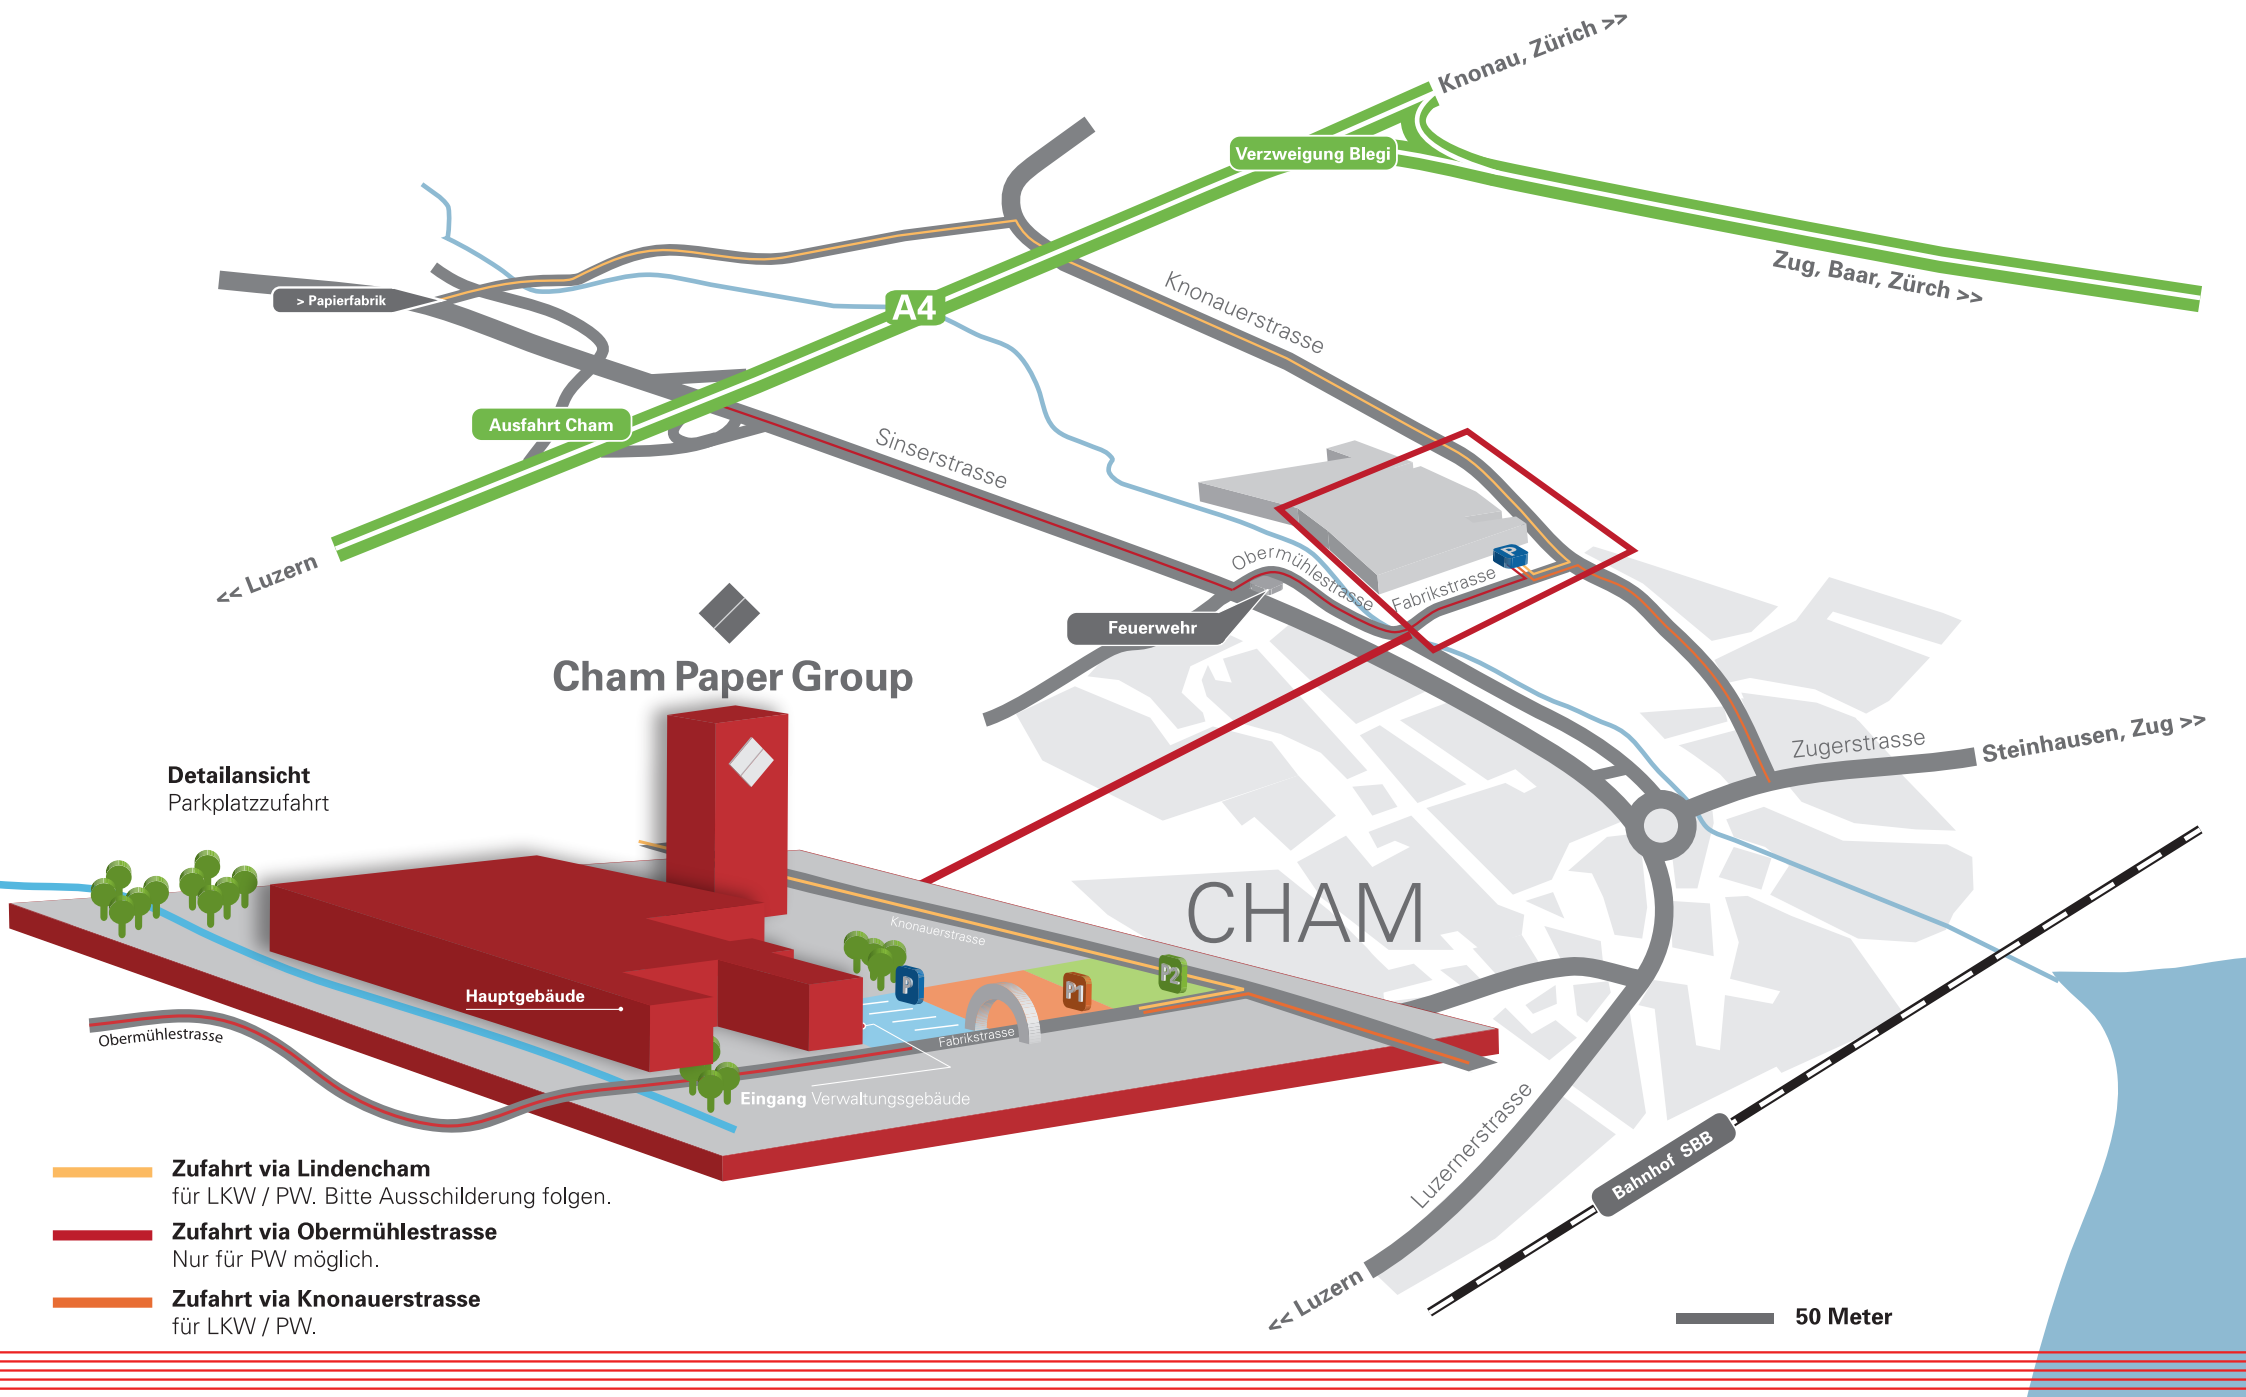 Knonau, Zürich >>
Verzweigung Blegi
Zug, Baar, Zürch >>
> Papierfabrik
A4
Knonauerstrasse
Ausfahrt Cham
Sinserstrasse
<< Luzern
Obermühlestrasse
P
Fabrikstrasse
Feuerwehr
Cham Paper Group
Zugerstrasse
Steinhausen, Zug >>
Detailansicht
Parkplatzzufahrt
CHAM
Knonauerstrasse
P
P1
P2
Hauptgebäude
Obermühlestrasse
Fabrikstrasse
Eingang Verwaltungsgebäude
Luzernerstrasse
Bahnhof SBB
<< Luzern
Zufahrt via Lindencham
für LKW / PW. Bitte Ausschilderung folgen.
Zufahrt via Obermühlestrasse
Nur für PW möglich.
Zufahrt via Knonauerstrasse
für LKW / PW.
50 Meter